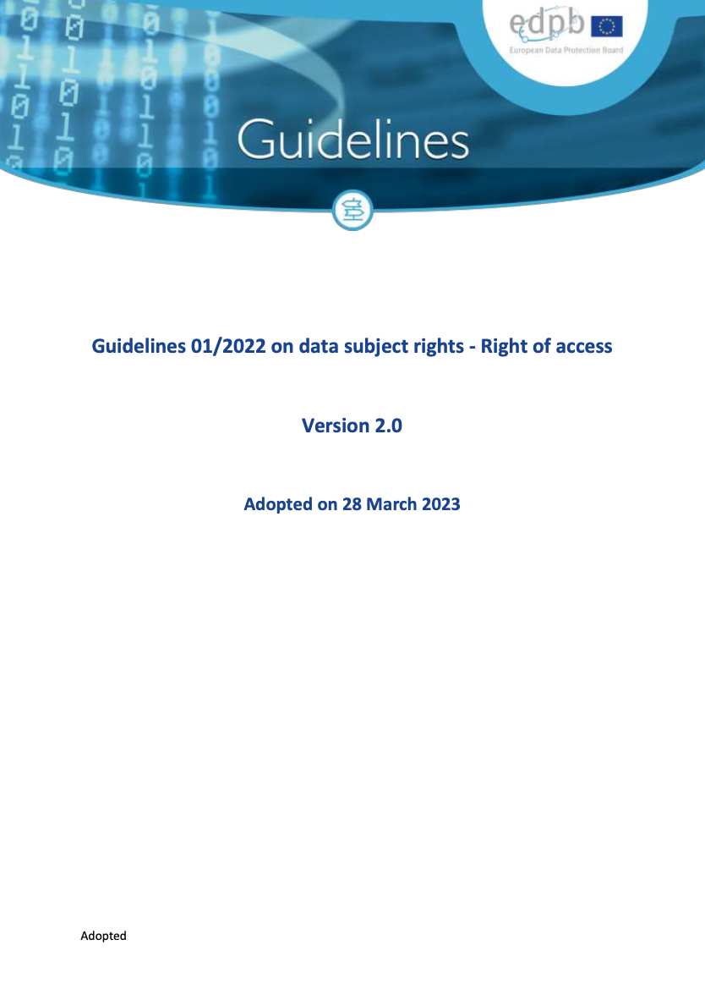 edpb
European Data Protection Board
Guidelines
Guidelines 01/2022 on data subject rights - Right of access
Version 2.0
Adopted on 28 March 2023
Adopted